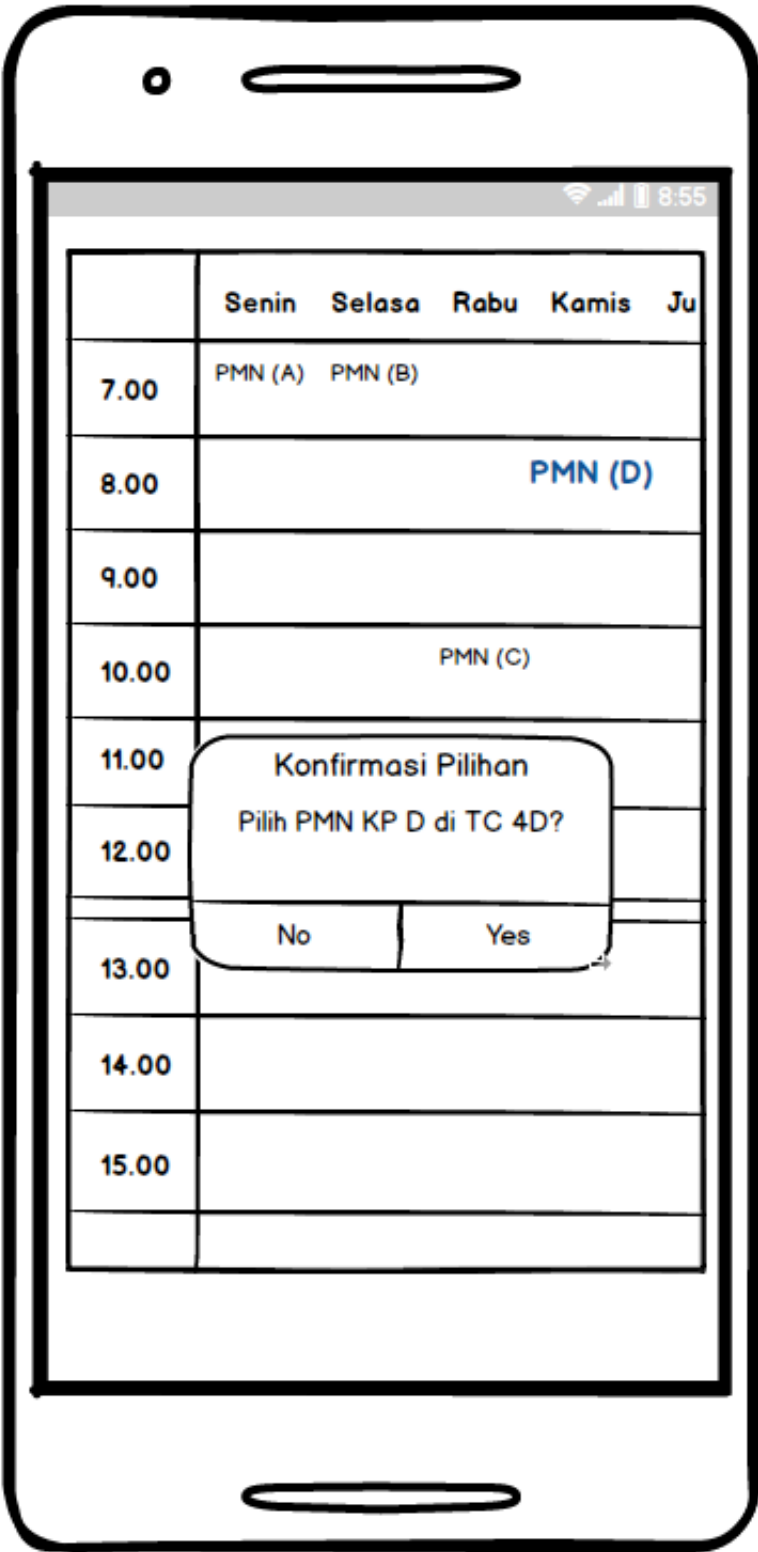 8:55
Senin Selasa Rabu Kamis Ju
7.00 PMN (A) PMN (B)
8.00 PMN (D)
9.00
10.00 PMN (C)
11.00
Konfirmasi Pilihan
Pilih PMN KP D di TC 4D?
12.00
No Yes
13.00
14.00
15.00